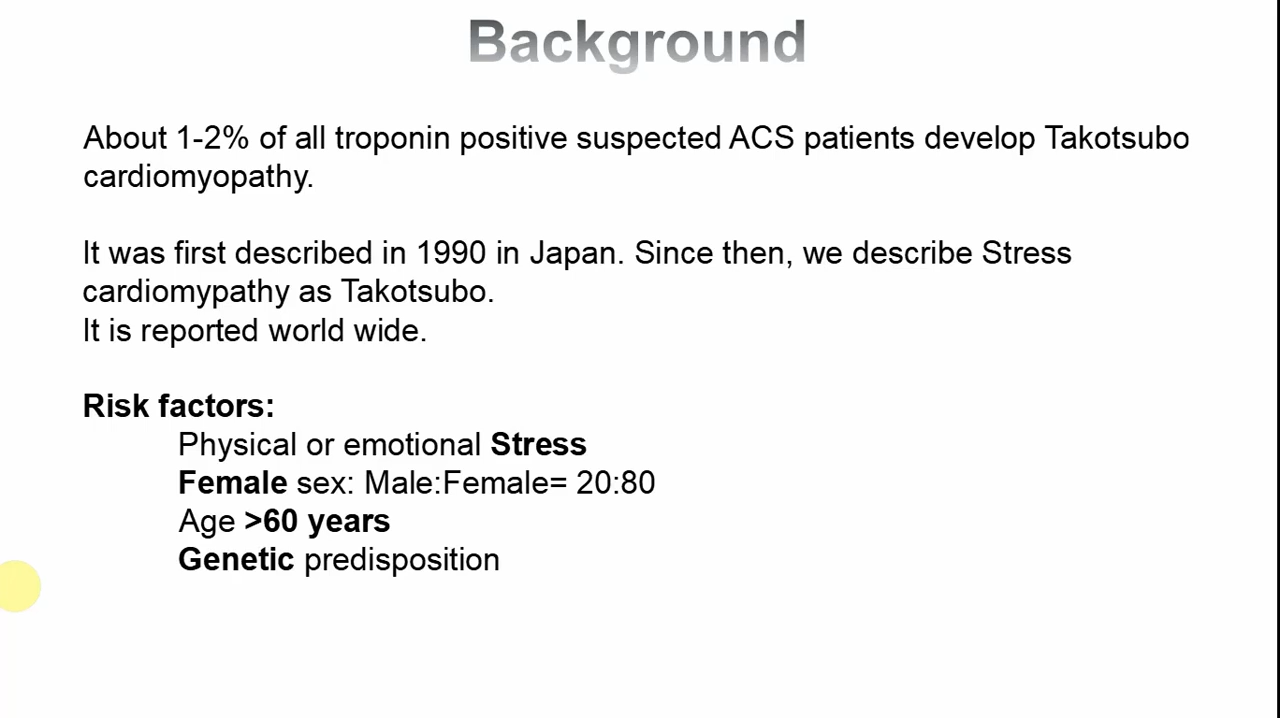 Background
About 1-2% of all troponin positive suspected ACS patients develop Takotsubo
cardiomyopathy.
It was first described in 1990 in Japan. Since then, we describe Stress
cardiomypathy as Takotsubo.
It is reported world wide.
Risk factors:
Physical or emotional Stress
Female sex: Male:Female= 20:80
Age >60 years
Genetic predisposition